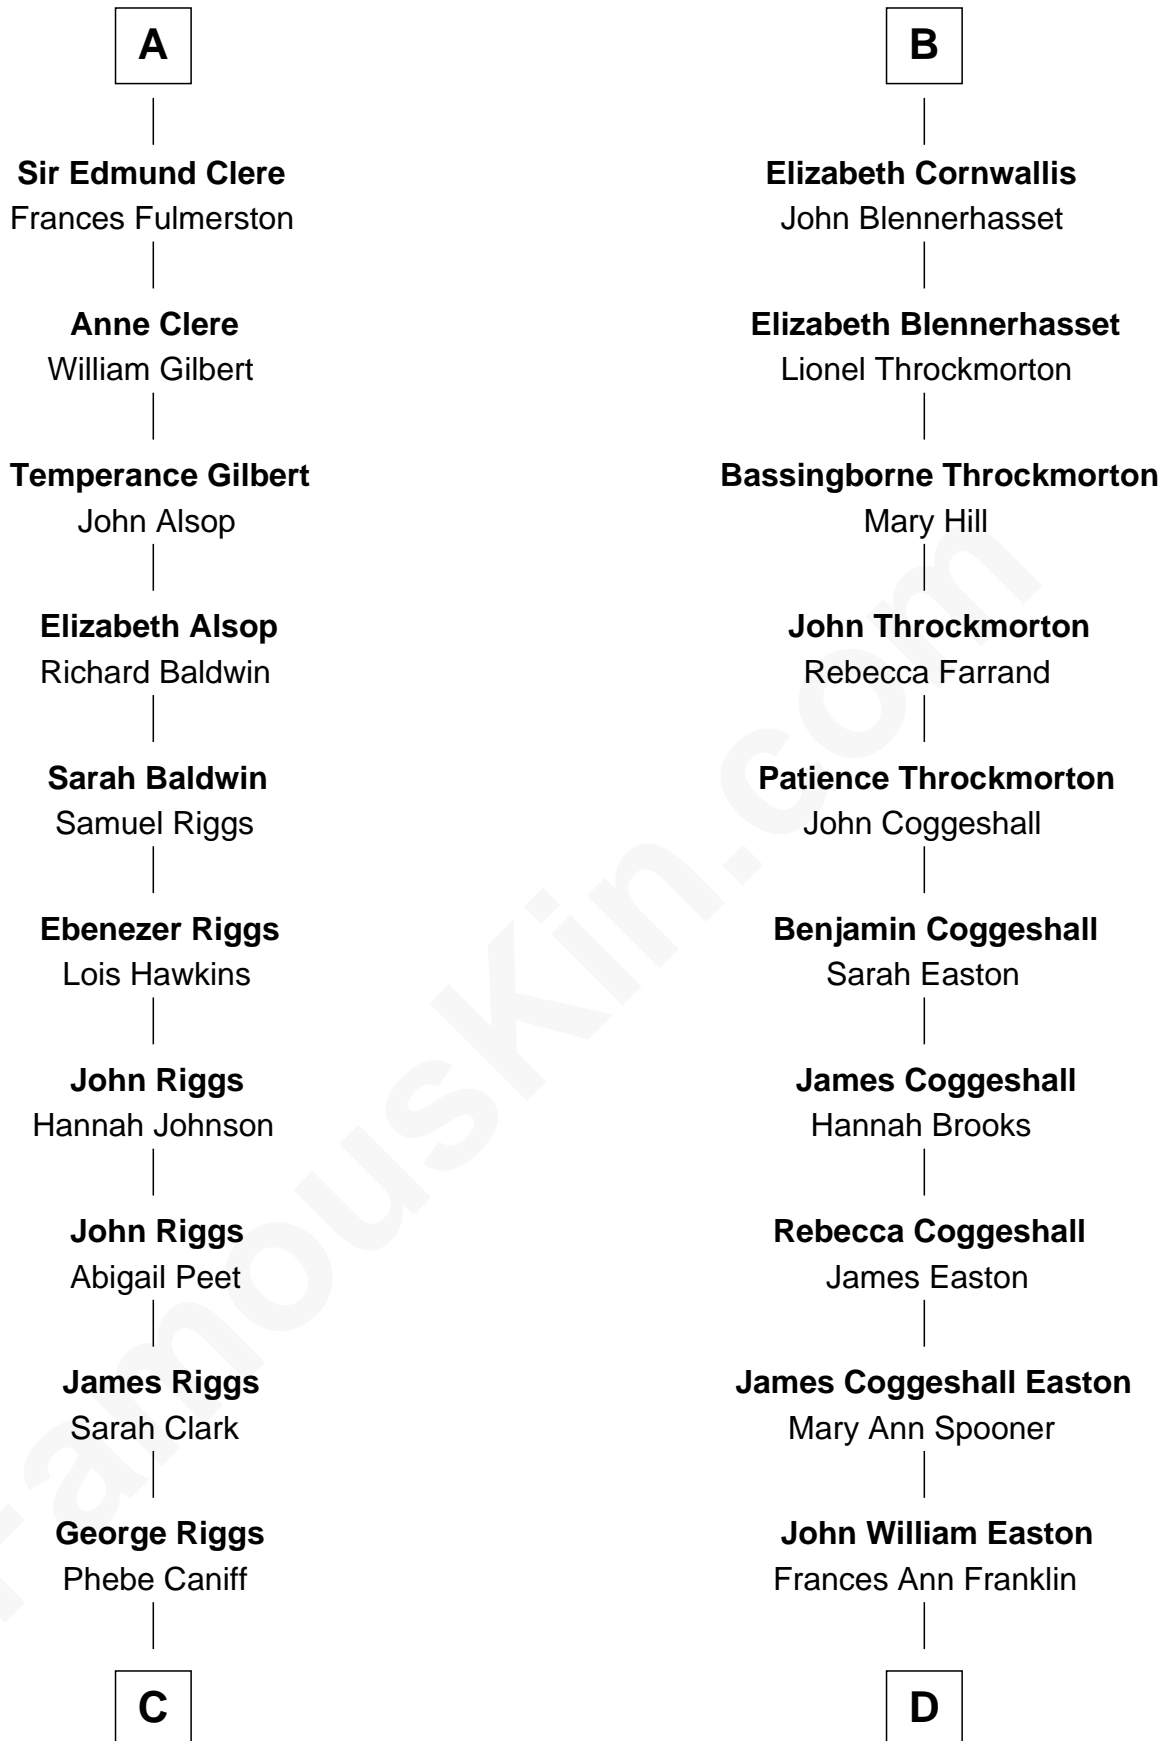 A
Sir Edmund Clere
Frances Fulmerston
Anne Clere
William Gilbert
Temperance Gilbert
John Alsop
Elizabeth Alsop
Richard Baldwin
Sarah Baldwin
Samuel Riggs
Ebenezer Riggs
Lois Hawkins
John Riggs
Hannah Johnson
John Riggs
Abigail Peet
James Riggs
Sarah Clark
George Riggs
Phebe Caniff
C
B
Elizabeth Cornwallis
John Blennerhasset
Elizabeth Blennerhasset
Lionel Throckmorton
Bassingborne Throckmorton
Mary Hill
John Throckmorton
Rebecca Farrand
Patience Throckmorton
John Coggeshall
Benjamin Coggeshall
Sarah Easton
James Coggeshall
Hannah Brooks
Rebecca Coggeshall
James Easton
James Coggeshall Easton
Mary Ann Spooner
John William Easton
Frances Ann Franklin
D
FamousKin.com